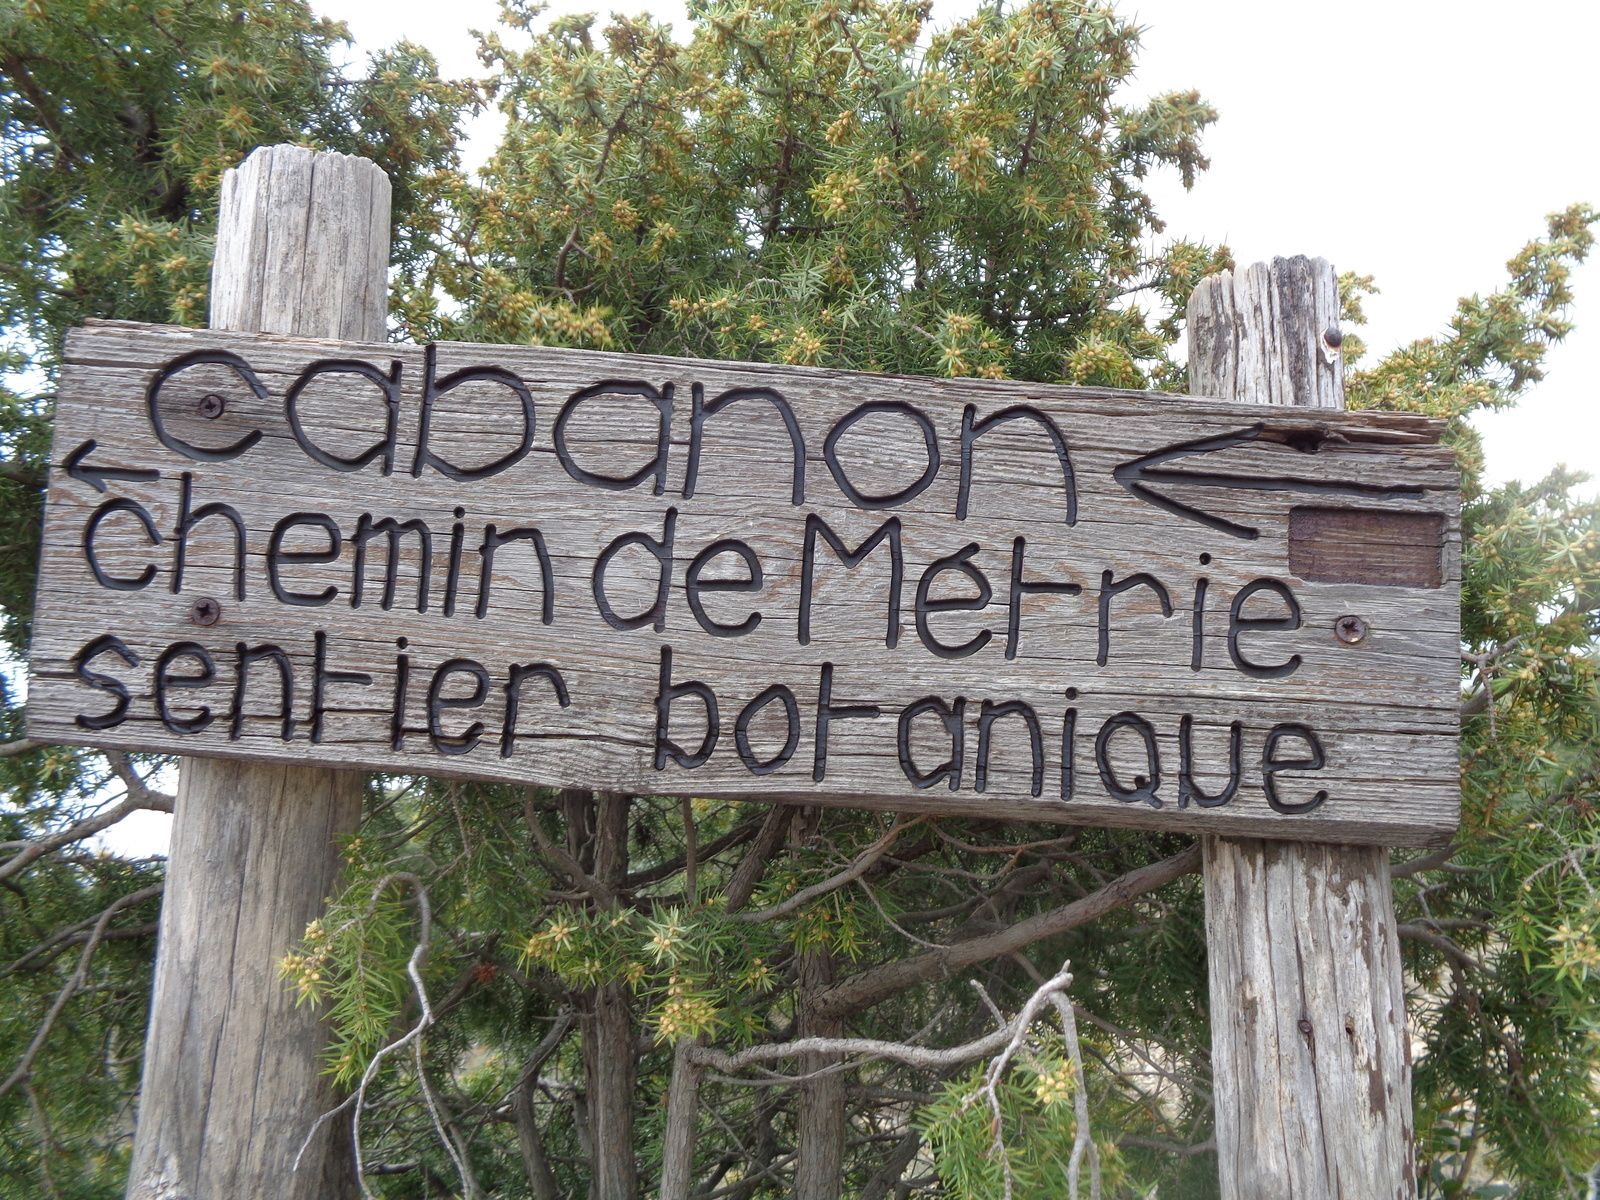 cabanon
chemin de Métrie
sentier botanique